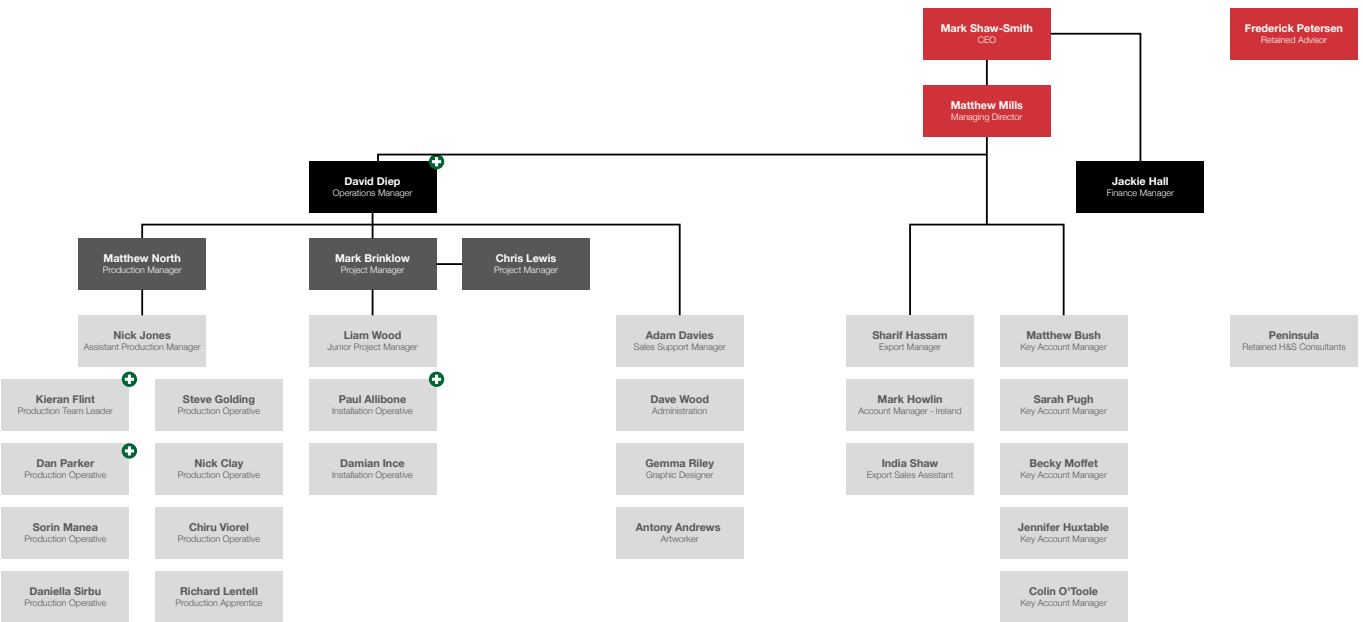 Mark Shaw-Smith
CEO
Frederick Petersen
Retained Advisor
Matthew Mills
Managing Director
David Diep
Operations Manager
Jackie Hall
Finance Manager
Matthew North
Production Manager
Mark Brinklow
Project Manager
Chris Lewis
Project Manager
Nick Jones
Assistant Production Manager
Liam Wood
Junior Project Manager
Adam Davies
Sales Support Manager
Sharif Hassam
Export Manager
Matthew Bush
Key Account Manager
Peninsula
Retained H&S Consultants
Kieran Flint
Production Team Leader
Steve Golding
Production Operative
Paul Allibone
Installation Operative
Dave Wood
Administration
Mark Howlin
Account Manager - Ireland
Sarah Pugh
Key Account Manager
Dan Parker
Production Operative
Nick Clay
Production Operative
Damian Ince
Installation Operative
Gemma Riley
Graphic Designer
India Shaw
Export Sales Assistant
Becky Moffet
Key Account Manager
Sorin Manea
Production Operative
Chiru Viorel
Production Operative
Antony Andrews
Artworker
Jennifer Huxtable
Key Account Manager
Daniella Sirbu
Production Operative
Richard Lentell
Production Apprentice
Colin O'Toole
Key Account Manager